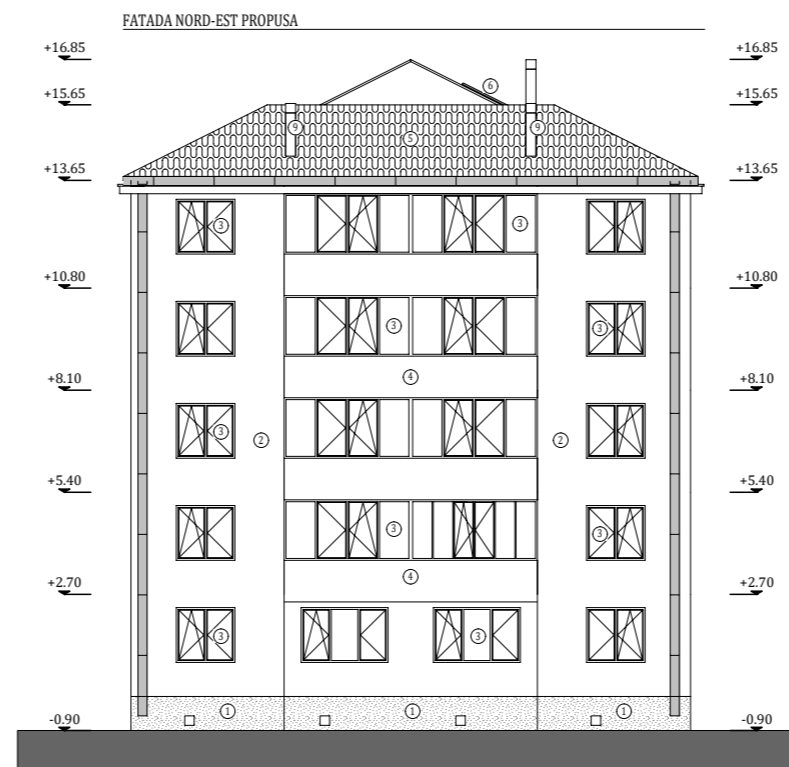 FATADA NORD-EST PROPUSA
+16.85 +16.85
6
+15.65 +15.65
9 5 9
+13.65 +13.65
3 3 3
+10.80 +10.80
3 3
+8.10 +8.10
4
3 2 2
+5.40 +5.40
3 3
+2.70 +2.70
4
3 3
1 1 1
-0.90 -0.90